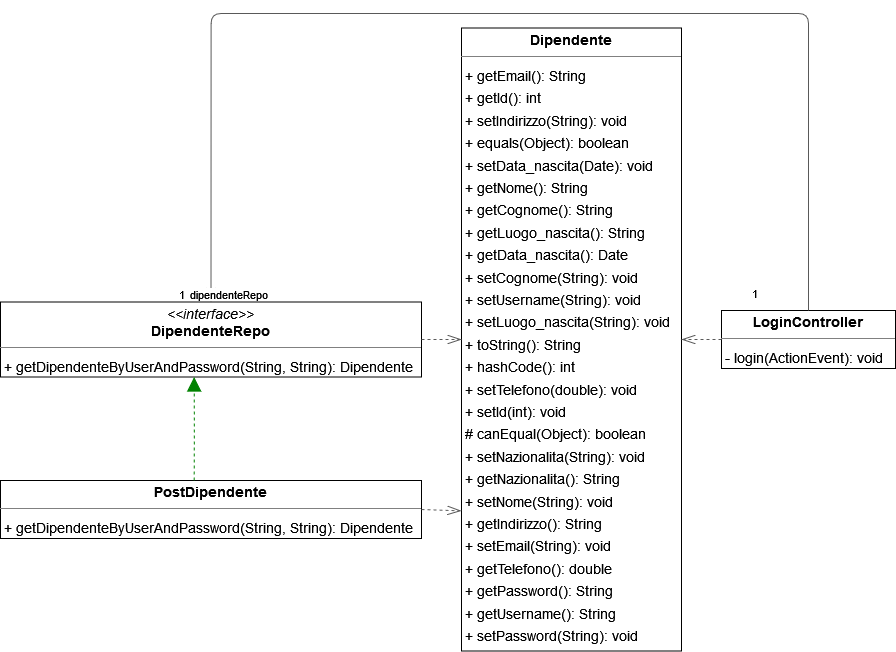 Dipendente
+ getEmail(): String
+ getId(): int
+ setIndirizzo(String): void
+ equals(Object): boolean
+ setData_nascita(Date): void
+ getNome(): String
+ getCognome(): String
+ getLuogo_nascita(): String
+ getData_nascita(): Date
+ setCognome(String): void
+ setUsername(String): void
+ setLuogo_nascita(String): void
+ toString(): String
+ hashCode(): int
+ setTelefono(double): void
+ setId(int): void
# canEqual(Object): boolean
+ setNazionalita(String): void
+ getNazionalita(): String
+ setNome(String): void
+ getIndirizzo(): String
+ setEmail(String): void
+ getTelefono(): double
+ getPassword(): String
+ getUsername(): String
+ setPassword(String): void
1 dipendenteRepo
<<interface>>
DipendenteRepo
+ getDipendenteByUserAndPassword(String, String): Dipendente
PostDipendente
+ getDipendenteByUserAndPassword(String, String): Dipendente
1
LoginController
- login(ActionEvent): void